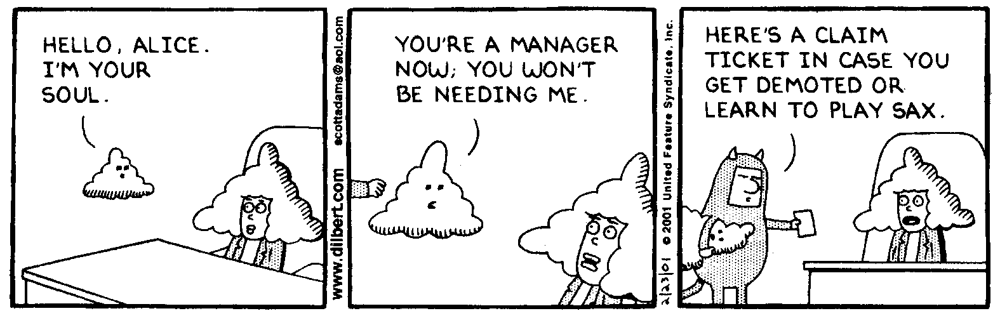 HELLO, ALICE.
I'M YOUR
SOUL.
www.dilbert.com scottadams@aol.com
YOU'RE A MANAGER
NOW; YOU WON'T
BE NEEDING ME.
2/23/01 © 2001 United Feature Syndicate, Inc.
HERE'S A CLAIM
TICKET IN CASE YOU
GET DEMOTED OR
LEARN TO PLAY SAX.